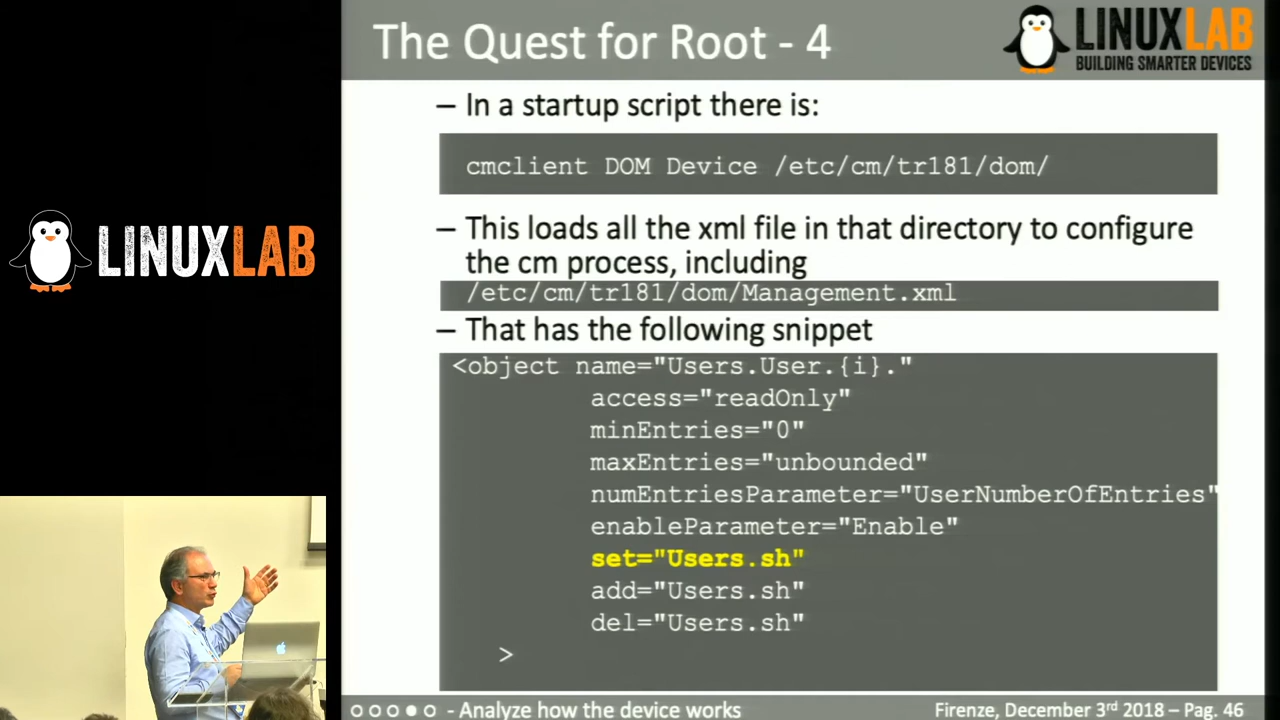 The Quest for Root - 4
LINUXLAB
BUILDING SMARTER DEVICES
– In a startup script there is:
cmclient DOM Device /etc/cm/tr181/dom/
– This loads all the xml file in that directory to configure
the cm process, including
/etc/cm/tr181/dom/Management.xml
– That has the following snippet
<object name="Users.User.{i}."
access="readOnly"
minEntries="0"
maxEntries="unbounded"
numEntriesParameter="UserNumberOfEntries"
enableParameter="Enable"
set="Users.sh"
add="Users.sh"
del="Users.sh"
>
- Analyze how the device works
Firenze, December 3rd 2018 – Pag. 46
LINUXLAB